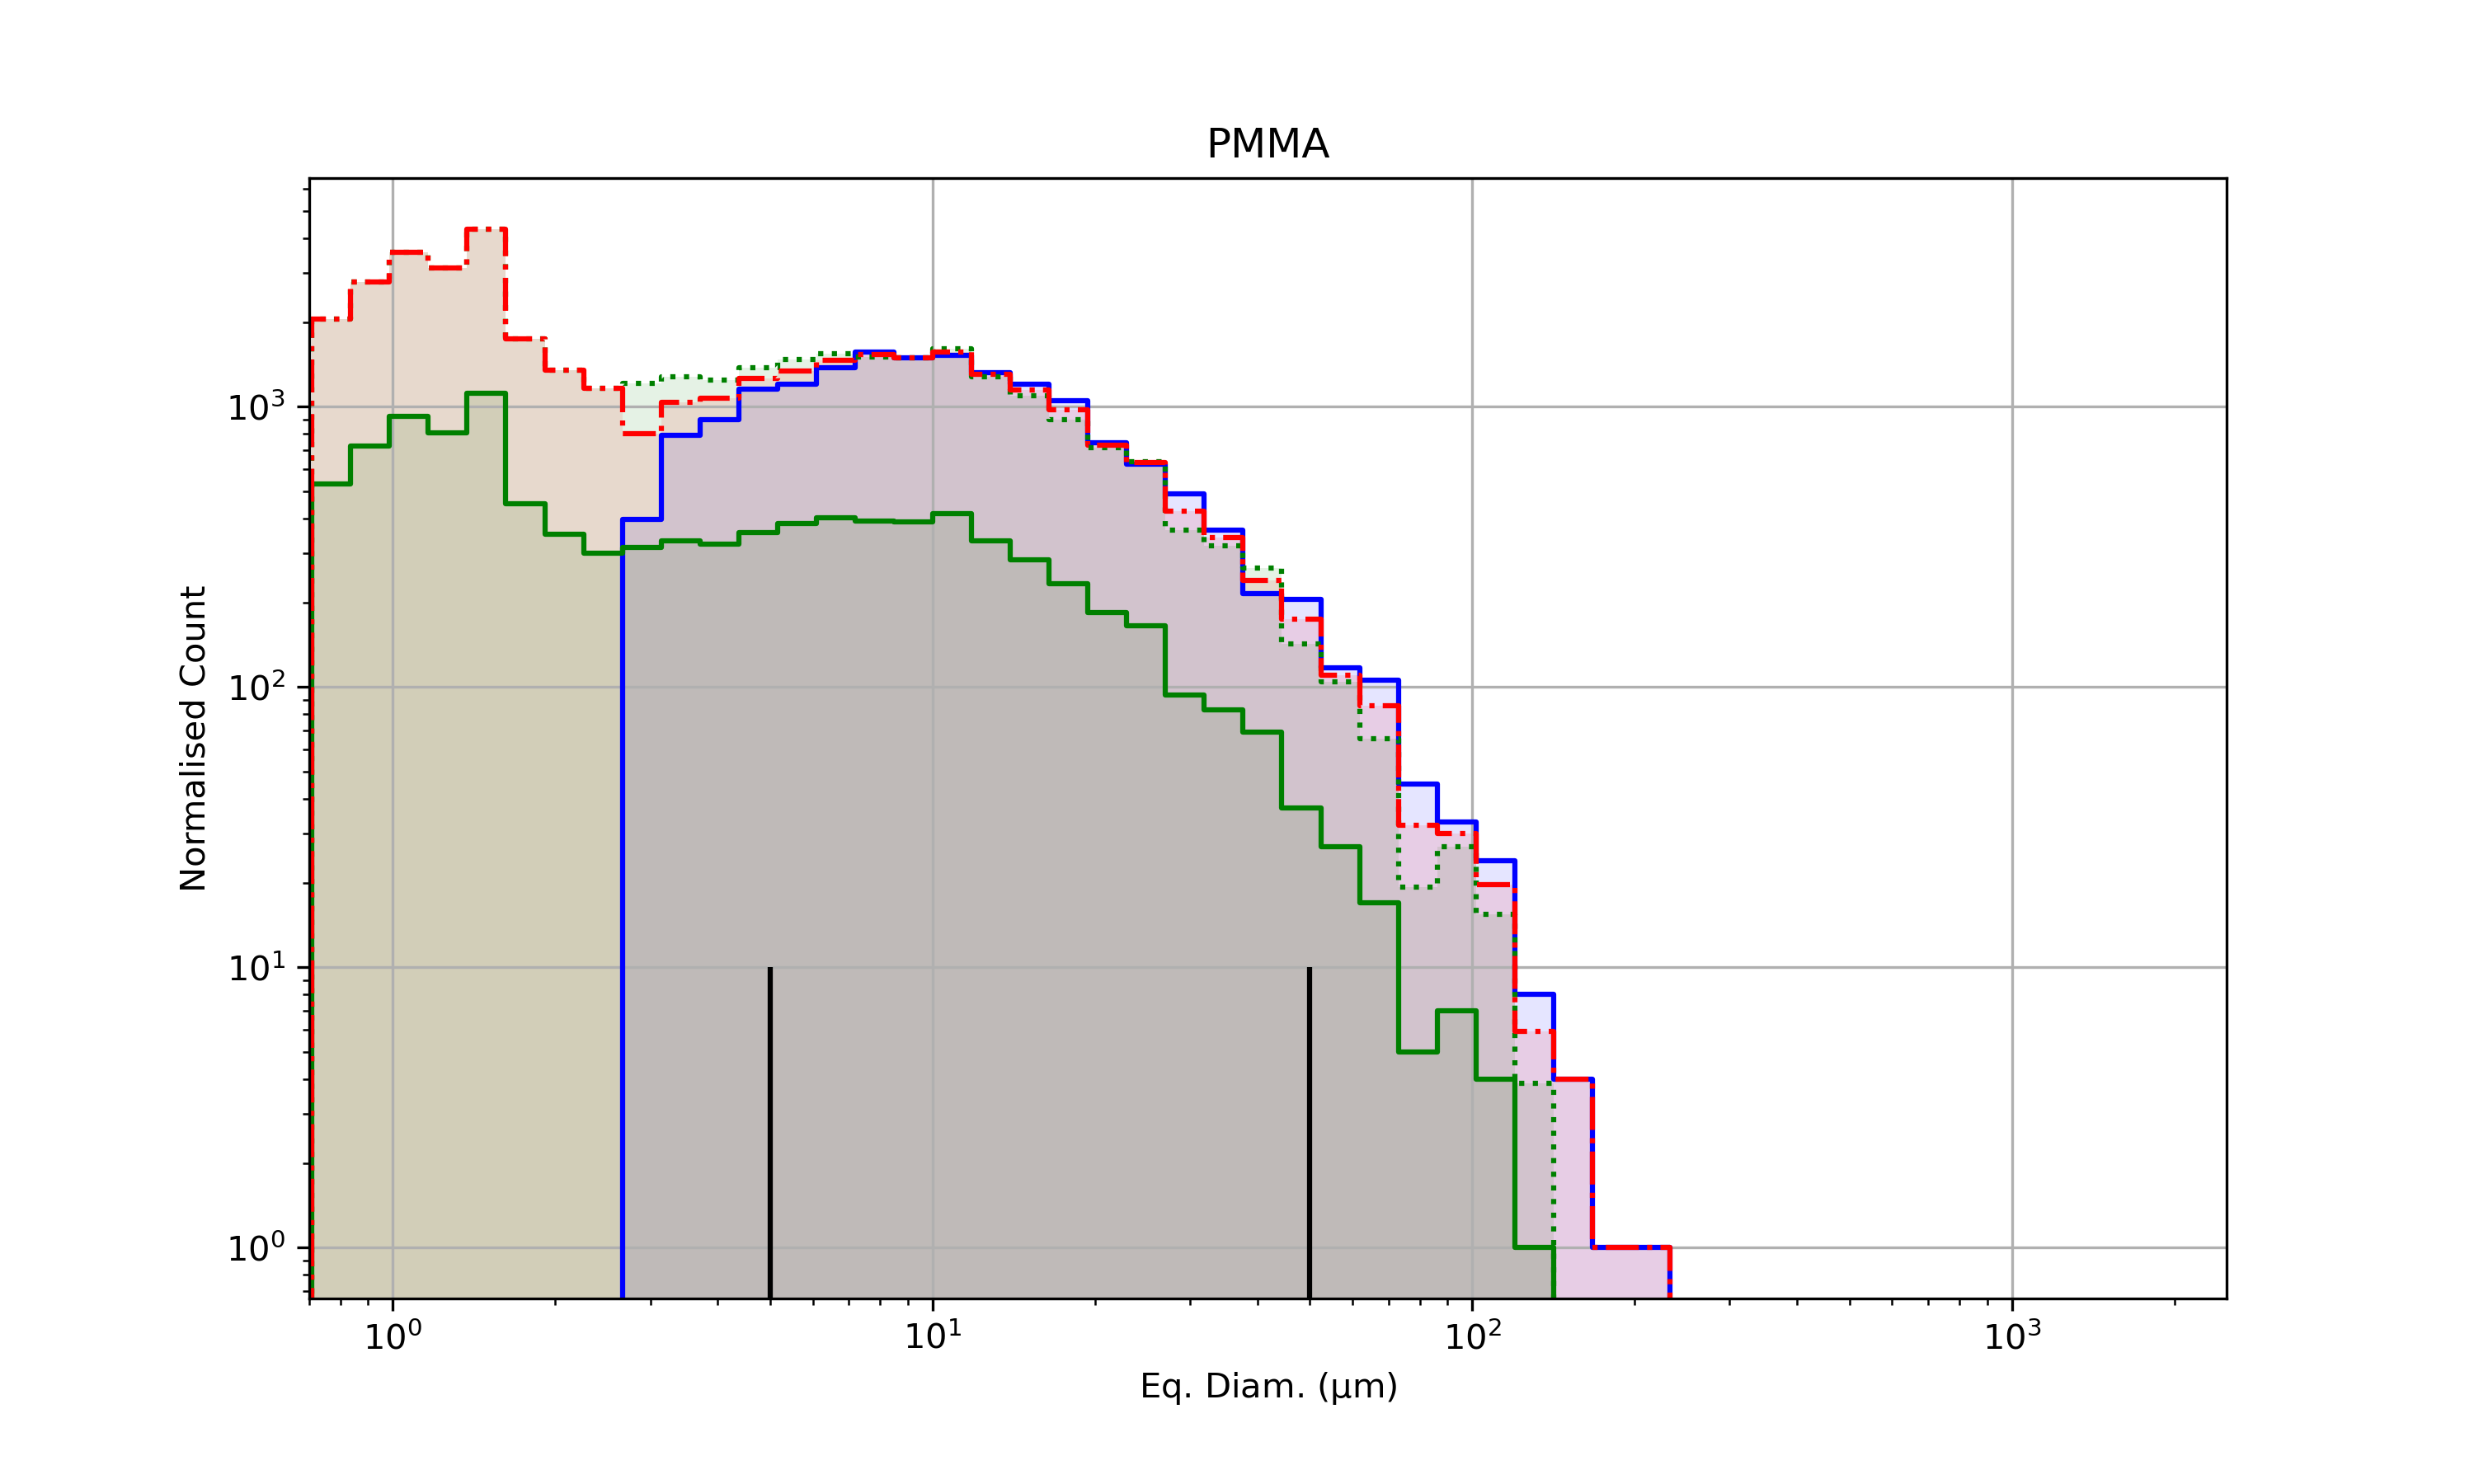 PMMA
Normalised Count
10³
10²
10¹
10⁰
10⁰ 10¹ 10² 10³
Eq. Diam. (μm)